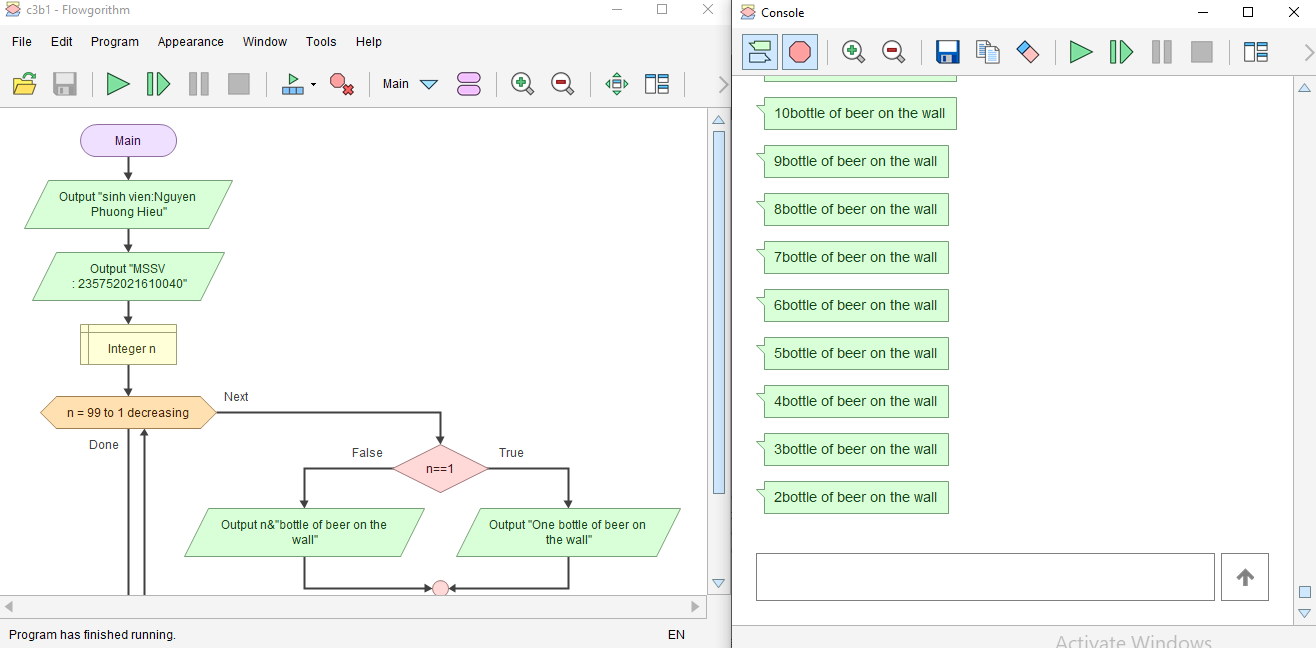 c3b1 - Flowgorithm
File Edit Program Appearance Window Tools Help
Main
Main
Output "sinh vien:Nguyen
Phuong Hieu"
Output "MSSV
: 235752021610040"
Integer n
n = 99 to 1 decreasing
Next
Done
False
True
n==1
Output n&"bottle of beer on the
wall"
Output "One bottle of beer on
the wall"
Program has finished running.
EN
Console
10bottle of beer on the wall
9bottle of beer on the wall
8bottle of beer on the wall
7bottle of beer on the wall
6bottle of beer on the wall
5bottle of beer on the wall
4bottle of beer on the wall
3bottle of beer on the wall
2bottle of beer on the wall
Activate Windows